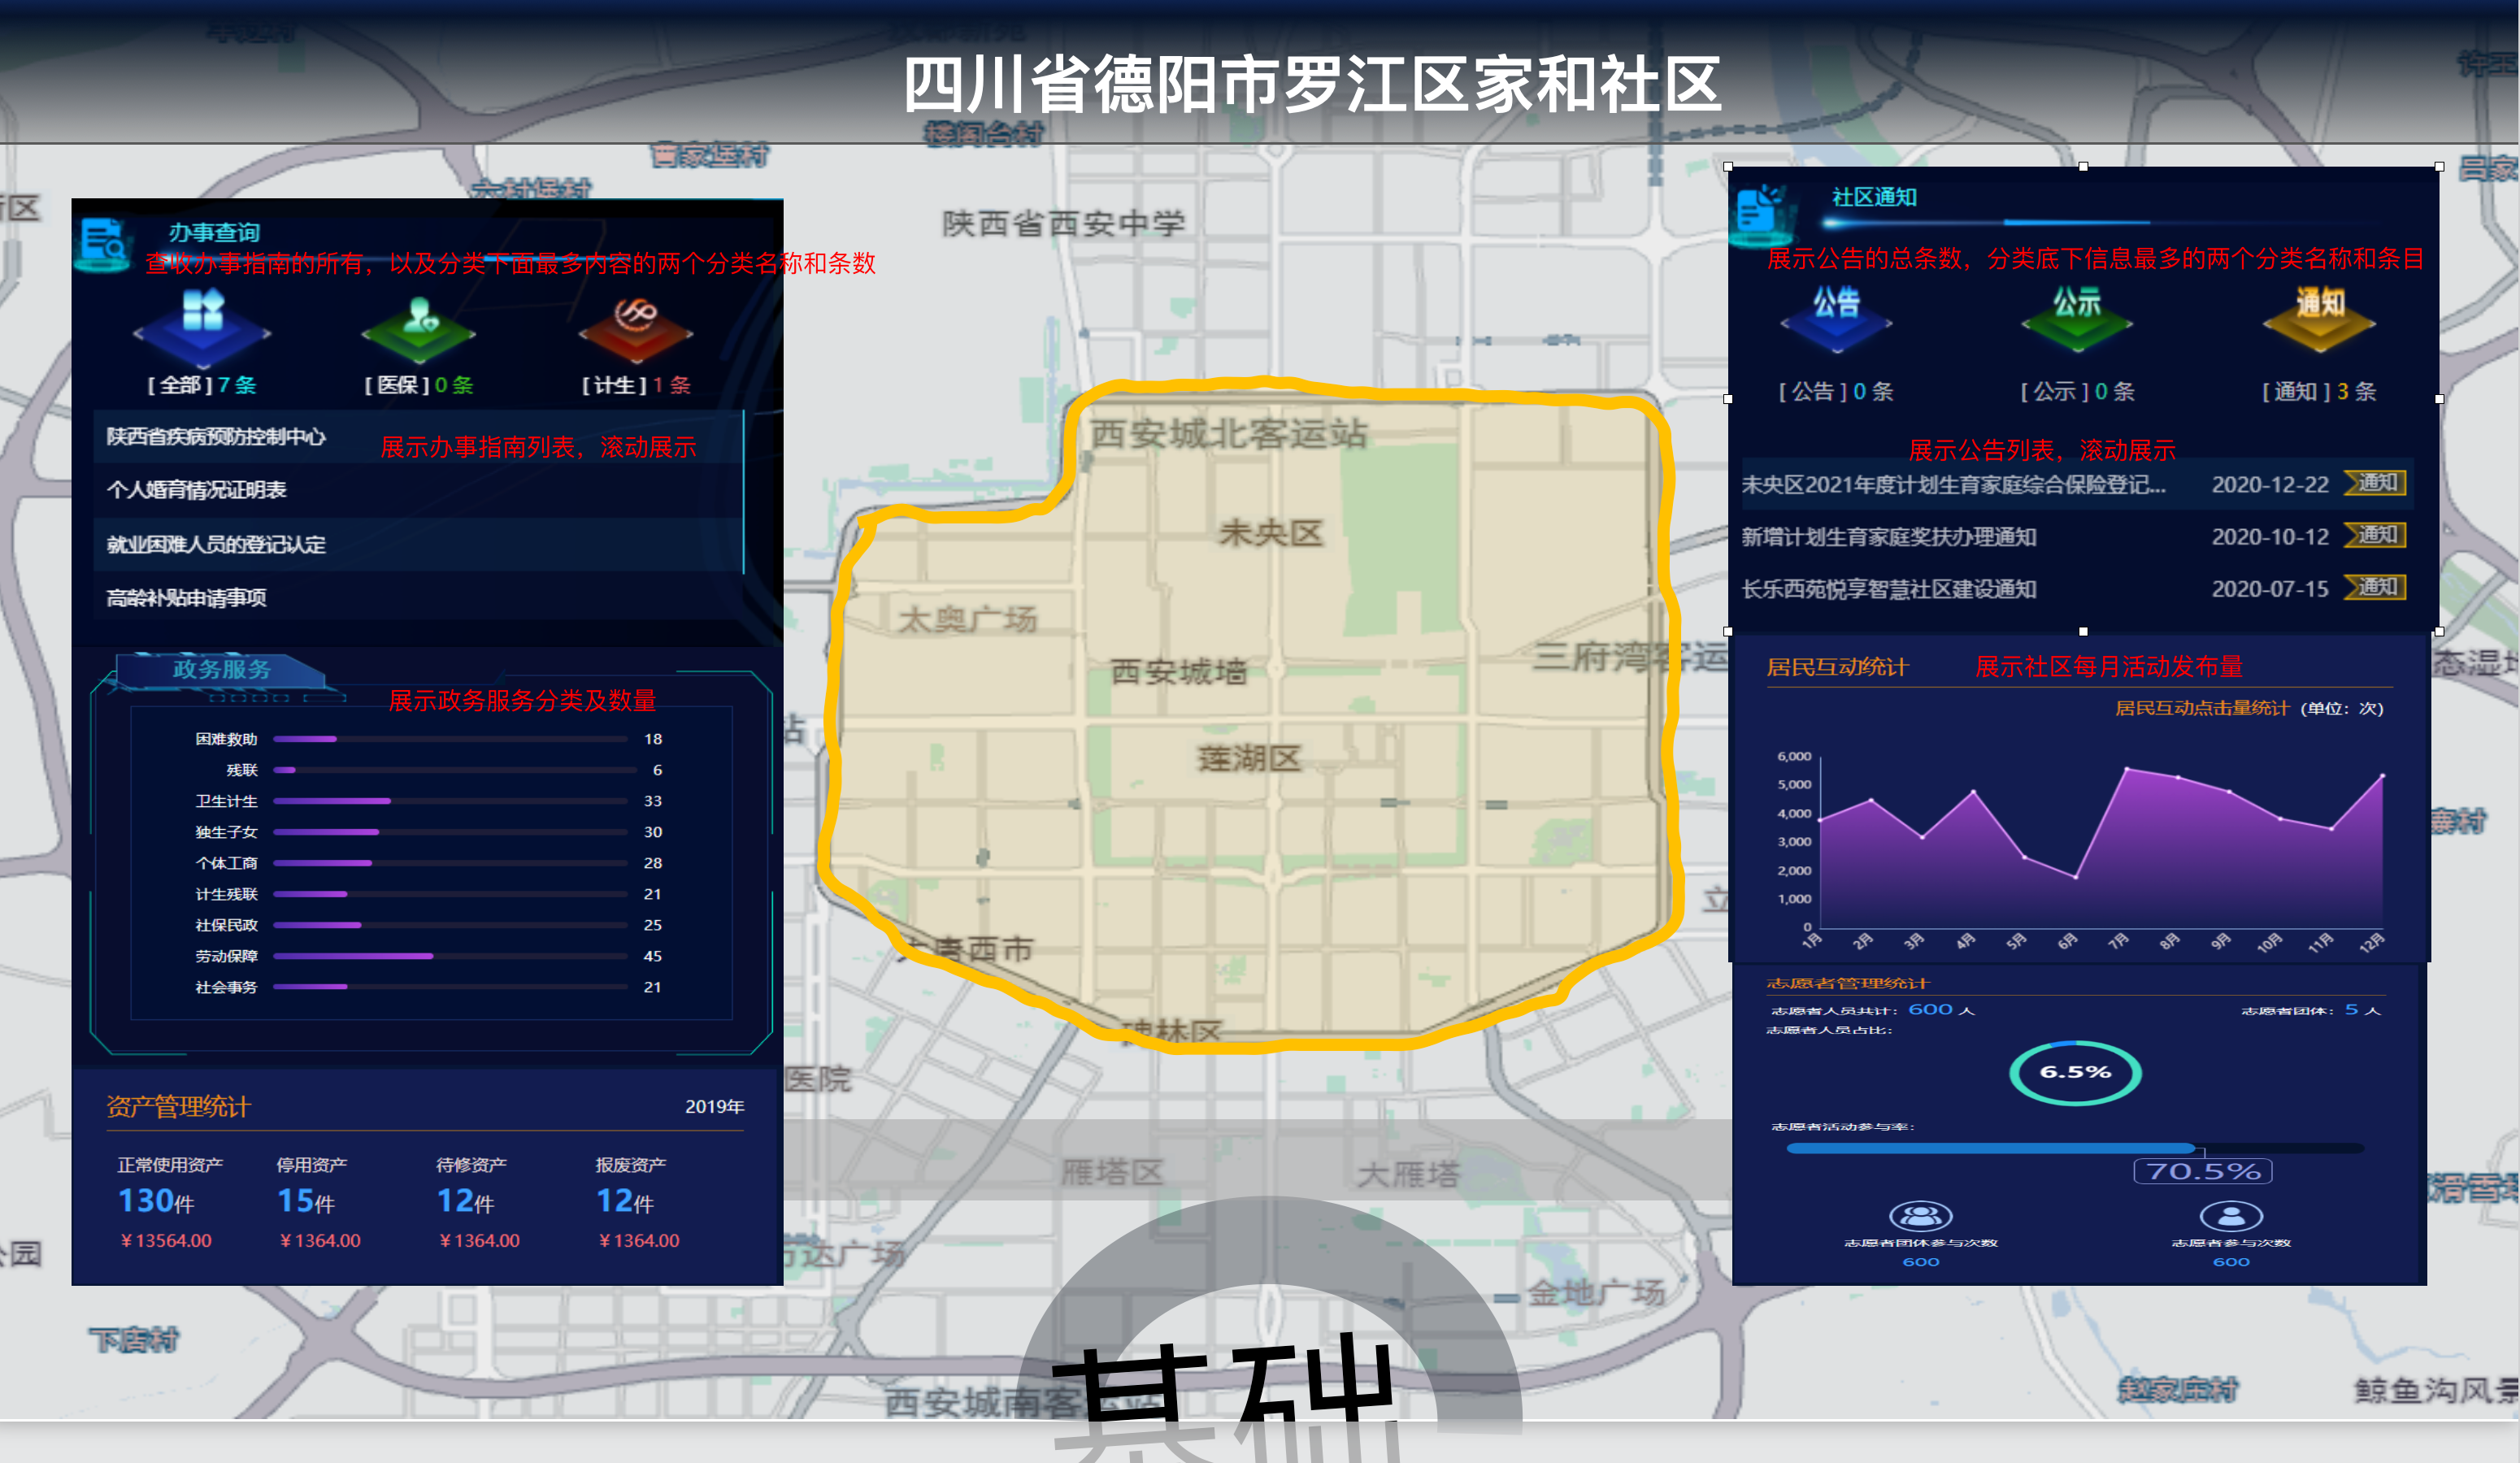 四川省德阳市罗江区家和社区
曹家堡村
楼阁台村
六村堡村
陕西省西安中学
办事查询
查收办事指南的所有，以及分类下面最多内容的两个分类名称和条数
[ 全部 ] 7 条
[ 医保 ] 0 条
[ 计生 ] 1 条
陕西省疾病预防控制中心
展示办事指南列表，滚动展示
个人婚育情况证明表
就业困难人员的登记认定
高龄补贴申请事项
政务服务
展示政务服务分类及数量
困难救助 18
残联 6
卫生计生 33
独生子女 30
个体工商 28
计生残联 21
社保民政 25
劳动保障 45
社会事务 21
资产管理统计 2019年
正常使用资产 停用资产 待修资产 报废资产
130件 15件 12件 12件
￥13564.00 ￥1364.00 ￥1364.00 ￥1364.00
西安城北客运站
未央区
太奥广场
西安城墙
三府湾客运
莲湖区
大唐西市
碑林区
医院
雁塔区
大雁塔
万达广场
金地广场
公园
下店村
西安城南客运站
基础
社区通知
展示公告的总条数，分类底下信息最多的两个分类名称和条目
公告
公示
通知
[ 公告 ] 0 条
[ 公示 ] 0 条
[ 通知 ] 3 条
展示公告列表，滚动展示
未央区2021年度计划生育家庭综合保险登记... 2020-12-22 通知
新增计划生育家庭奖扶办理通知 2020-10-12 通知
长乐西苑悦享智慧社区建设通知 2020-07-15 通知
居民互动统计
展示社区每月活动发布量
居民互动点击量统计 (单位：次)
6,000
5,000
4,000
3,000
2,000
1,000
0
1月 2月 3月 4月 5月 6月 7月 8月 9月 10月 11月 12月
志愿者管理统计
志愿者人员共计：600 人
志愿者团体：5 人
志愿者人员占比：
6.5%
志愿者活动参与率：
70.5%
志愿者团体参与次数
600
志愿者参与次数
600
赵家庄村
鲸鱼沟风景